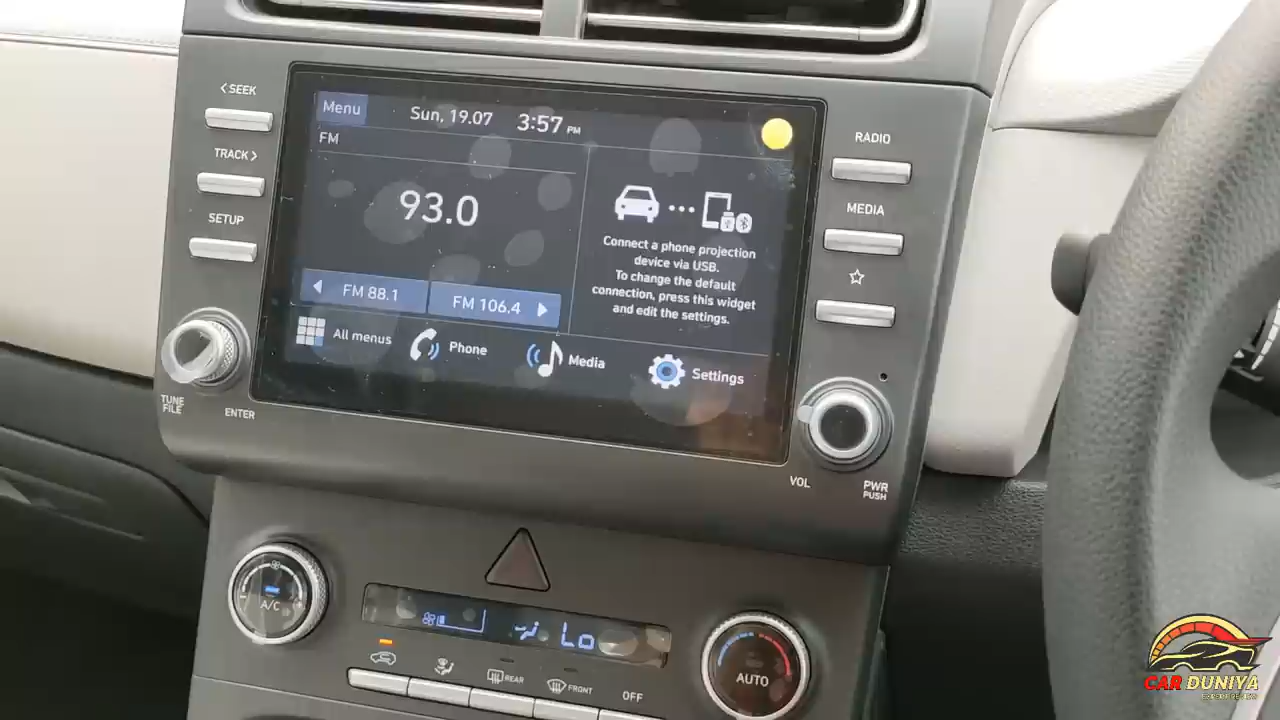 SEEK
TRACK
SETUP
TUNE
FILE
ENTER
Menu
Sun, 19.07
3:57 PM
FM
93.0
FM 88.1
FM 106.4
Connect a phone projection
device via USB.
To change the default
connection, press this widget
and edit the settings.
All menus
Phone
Media
Settings
RADIO
MEDIA
VOL
PWR
PUSH
A/C
Lo
REAR
FRONT
OFF
AUTO
CAR DUNIYA